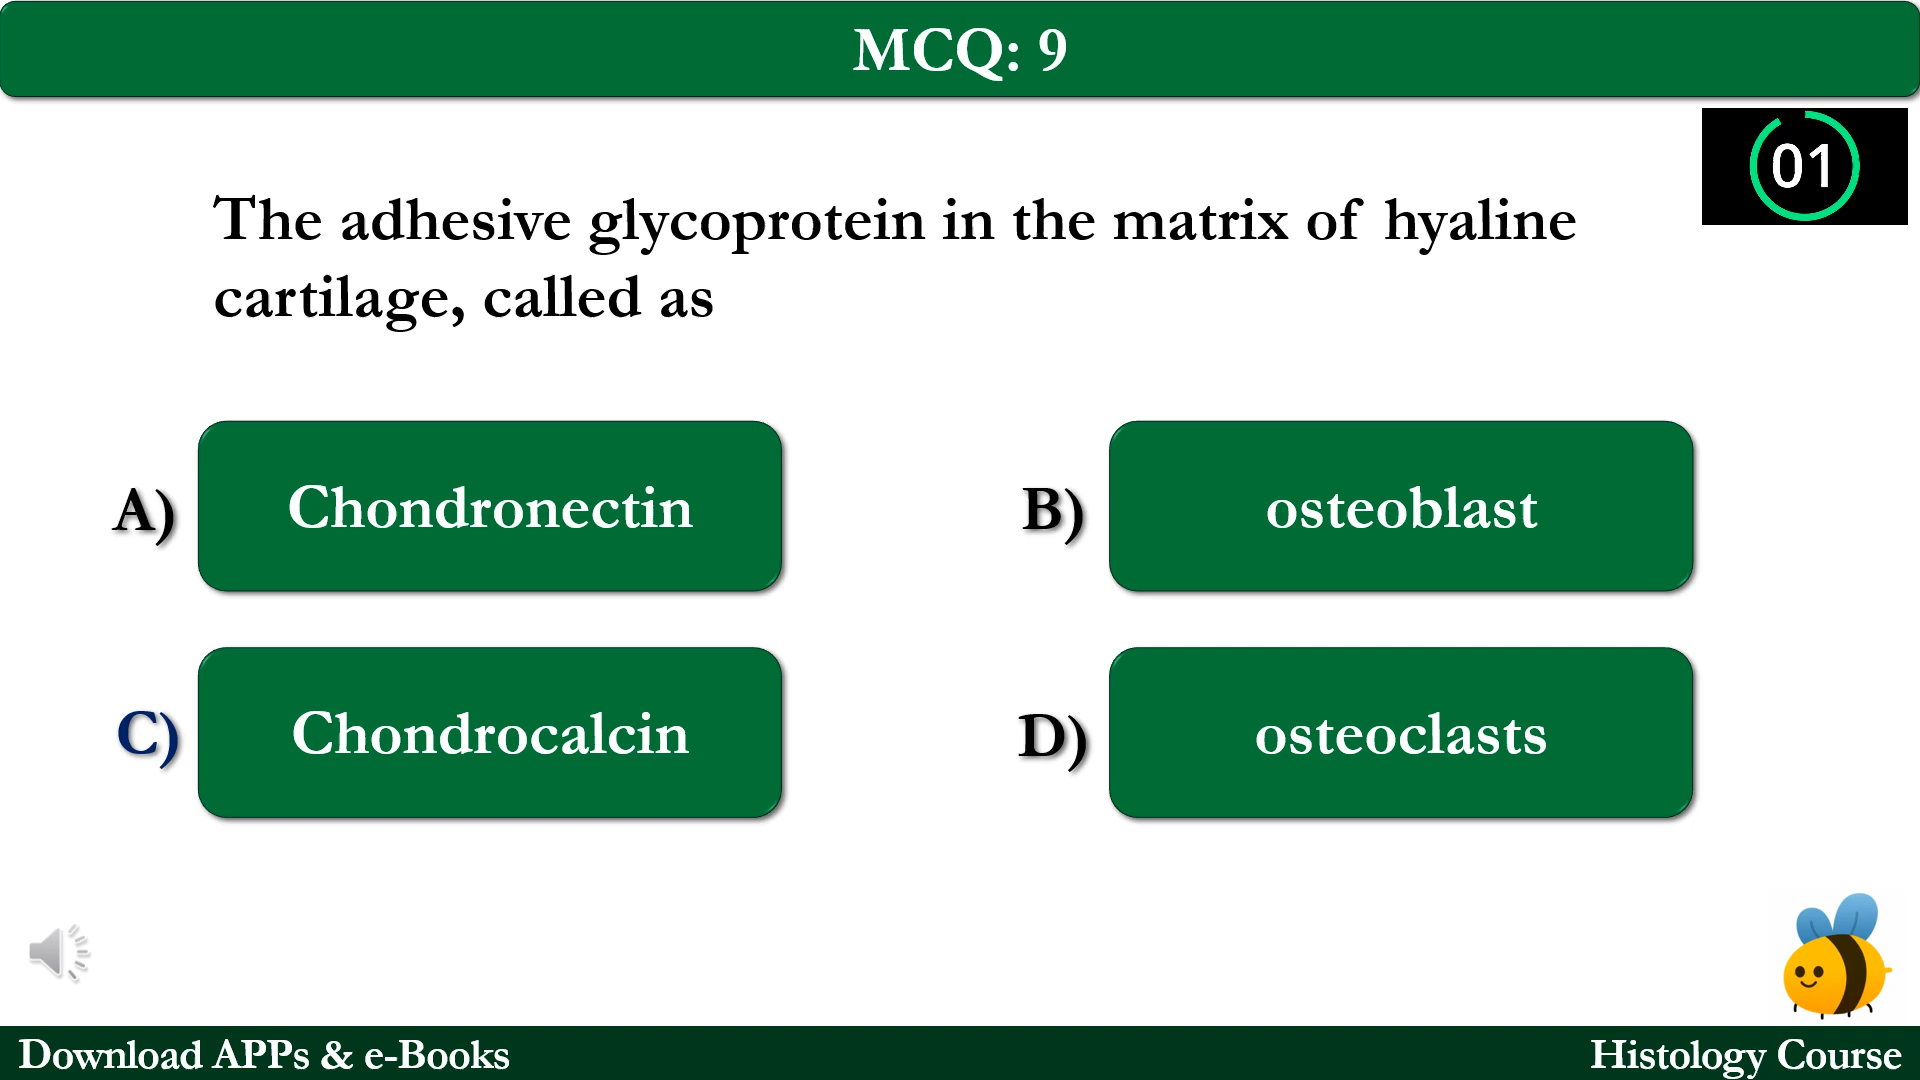 MCQ: 9
01
The adhesive glycoprotein in the matrix of hyaline
cartilage, called as
A) Chondronectin
B) osteoblast
C) Chondrocalcin
D) osteoclasts
Download APPs & e-Books
Histology Course